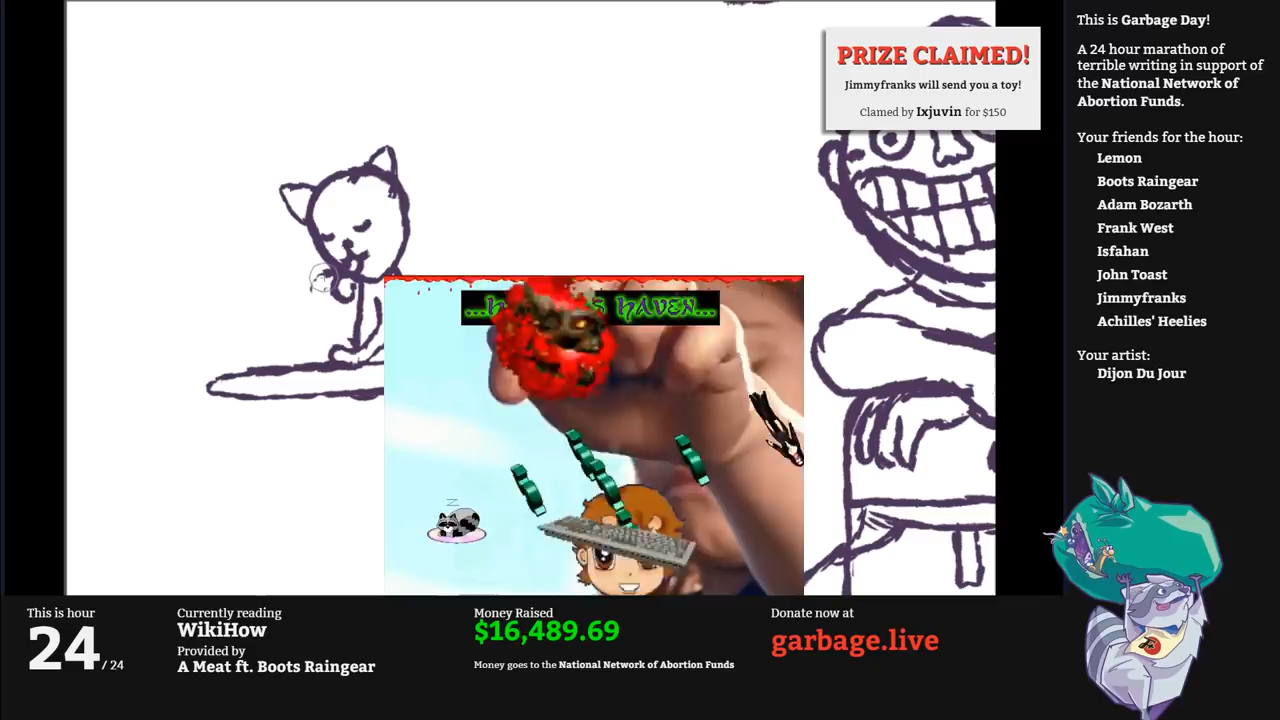 This is Garbage Day!
A 24 hour marathon of
terrible writing in support of
the National Network of
Abortion Funds.
Your friends for the hour:
Lemon
Boots Raingear
Adam Bozarth
Frank West
Isfahan
John Toast
Jimmyfranks
Achilles' Heelies
Your artist:
Dijon Du Jour
PRIZE CLAIMED!
Jimmyfranks will send you a toy!
Clamed by Ixjuvin for $150
HAVEN...
Z
This is hour
24 / 24
Currently reading
WikiHow
Provided by
A Meat ft. Boots Raingear
Money Raised
$16,489.69
Money goes to the National Network of Abortion Funds
Donate now at
garbage.live